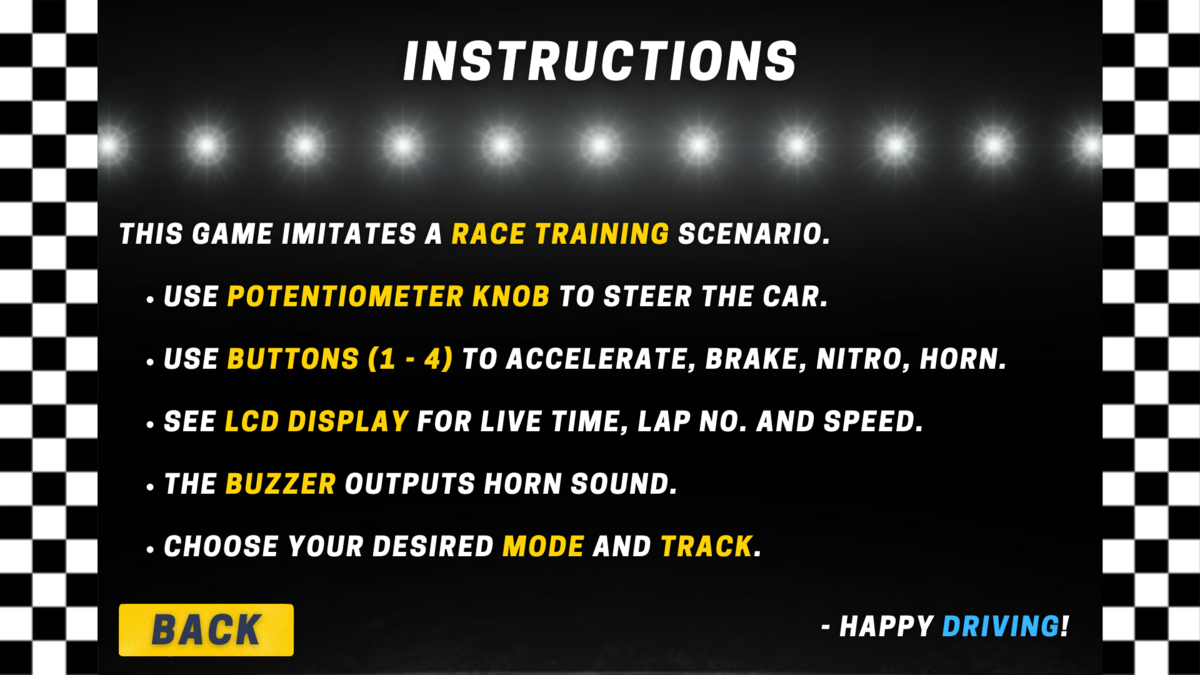 INSTRUCTIONS
THIS GAME IMITATES A RACE TRAINING SCENARIO.
• USE POTENTIOMETER KNOB TO STEER THE CAR.
• USE BUTTONS (1 - 4) TO ACCELERATE, BRAKE, NITRO, HORN.
• SEE LCD DISPLAY FOR LIVE TIME, LAP NO. AND SPEED.
• THE BUZZER OUTPUTS HORN SOUND.
• CHOOSE YOUR DESIRED MODE AND TRACK.
BACK
- HAPPY DRIVING!